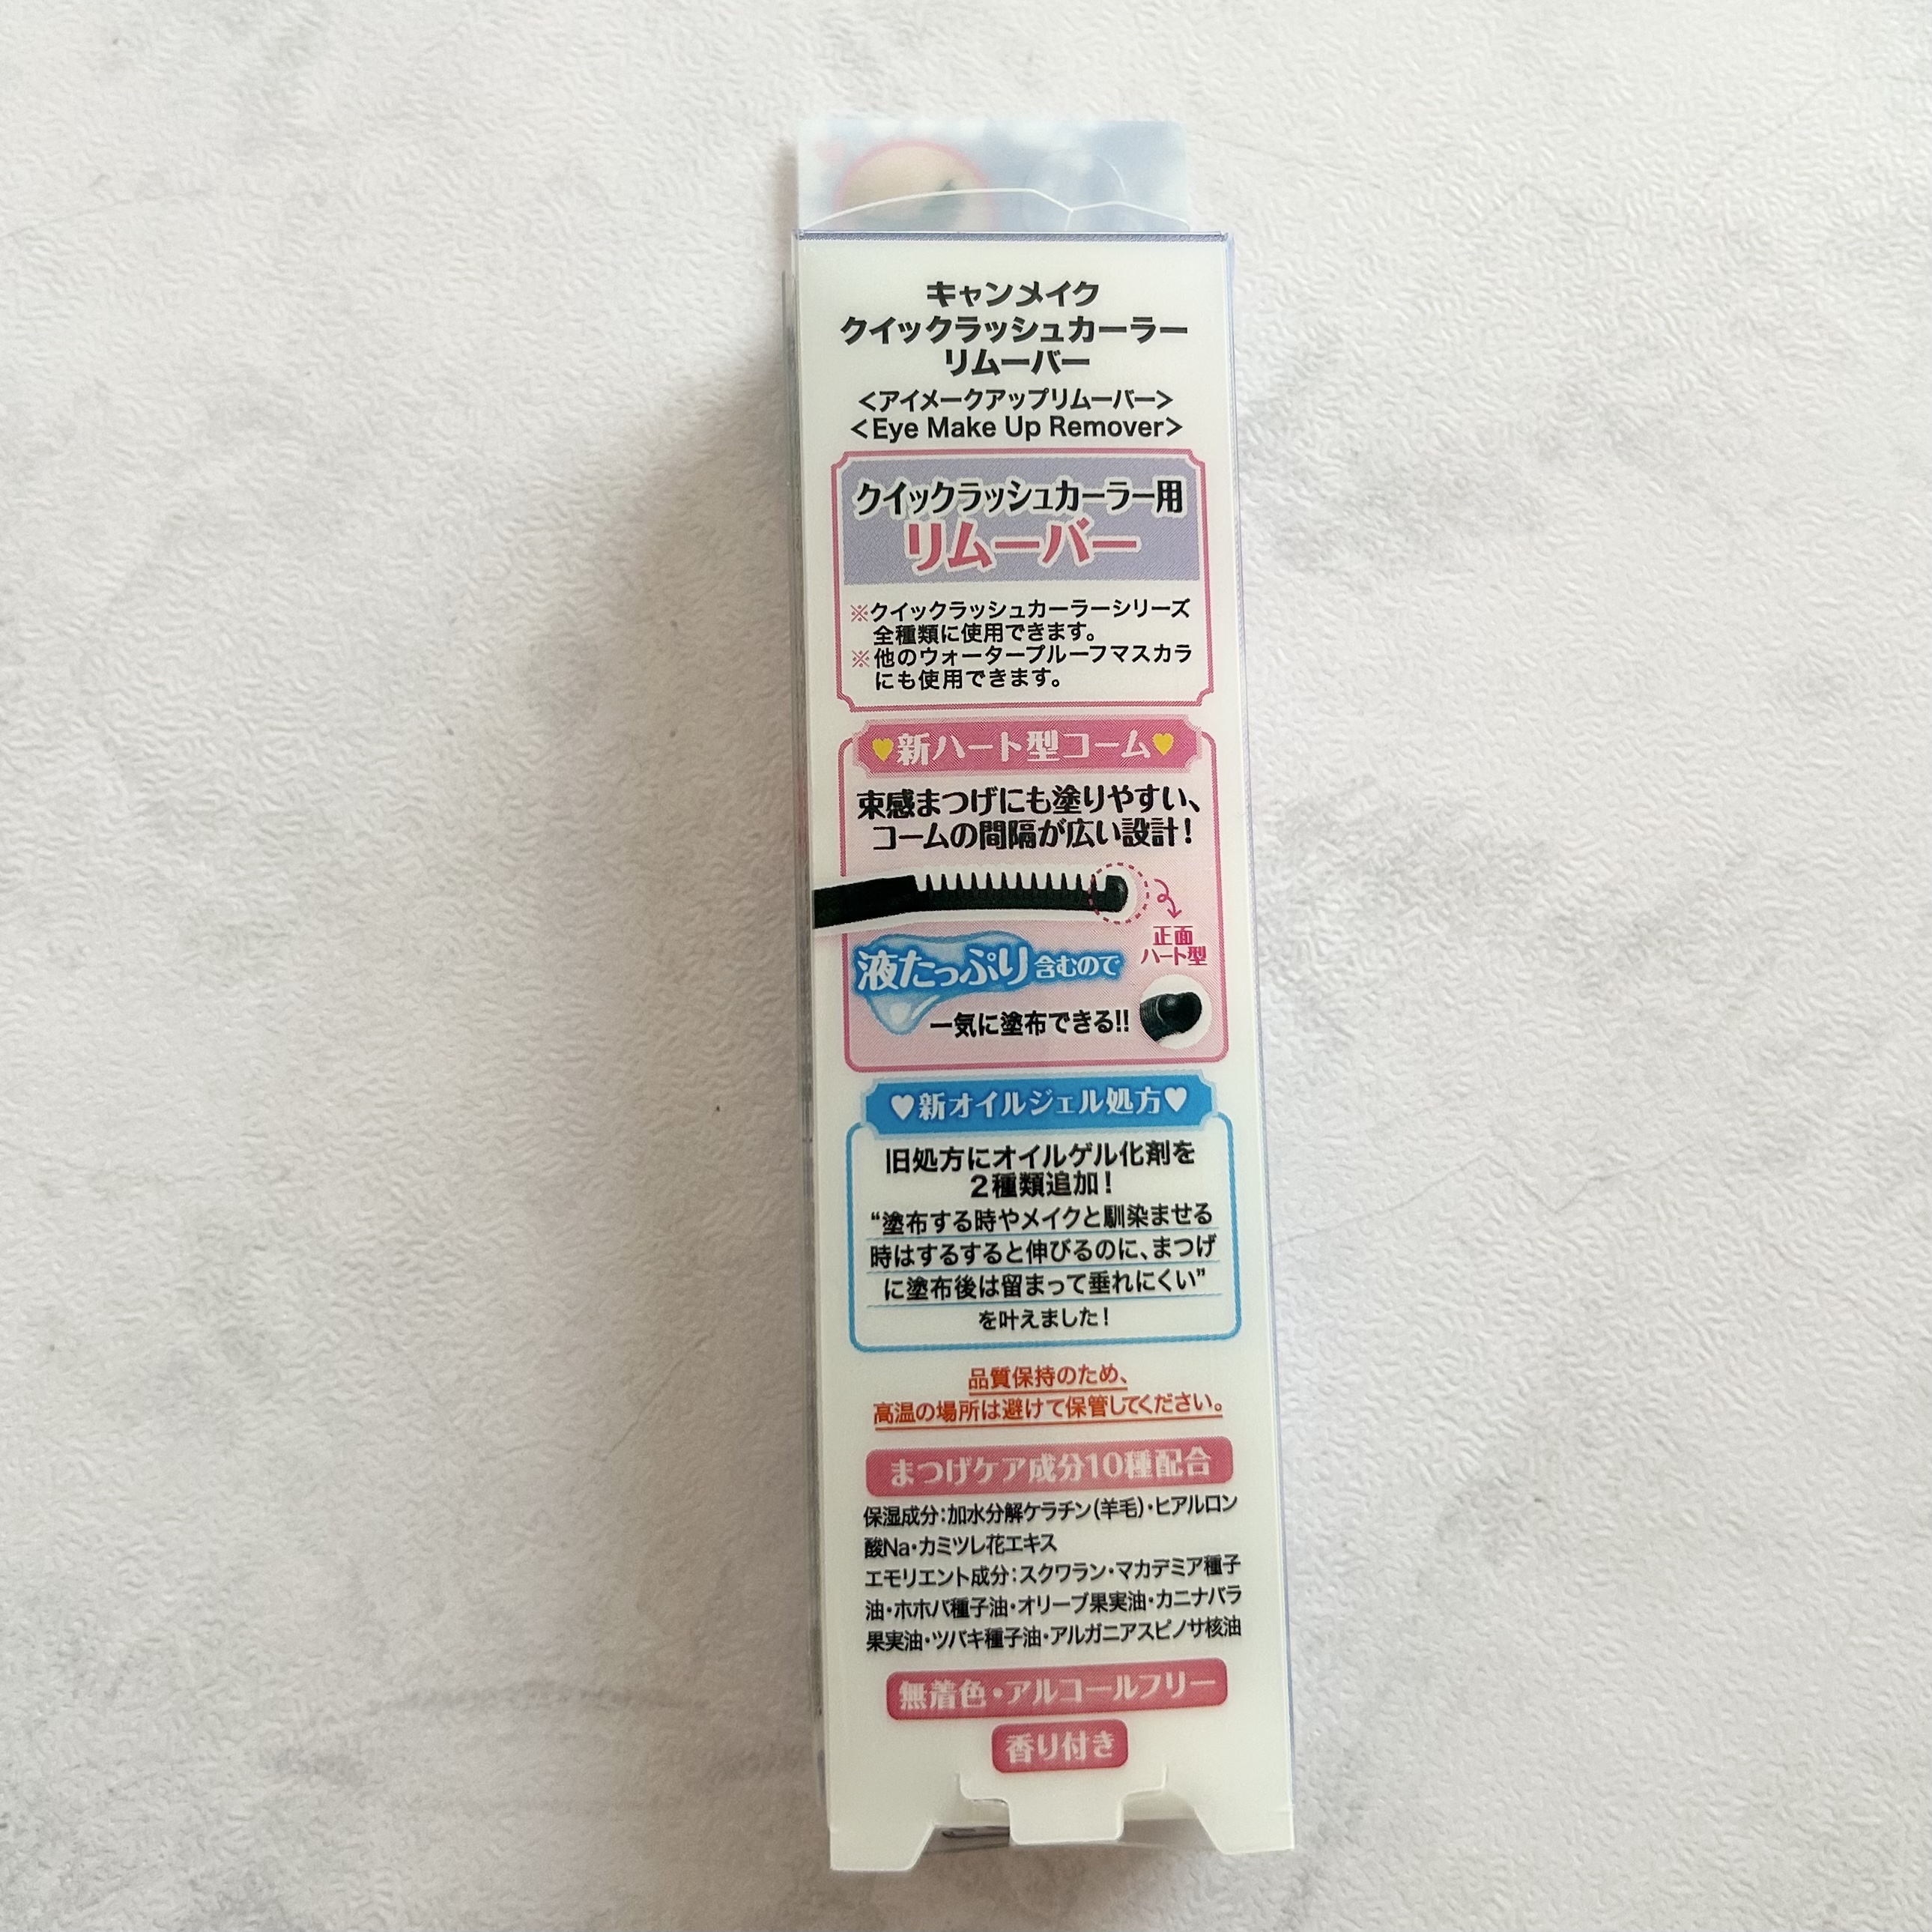 キャンメイク
クイックラッシュカーラー
リムーバー
<アイメークアップリムーバー>
<Eye Make Up Remover>
クイックラッシュカーラー用
リムーバー
※クイックラッシュカーラーシリーズ
全種類に使用できます。
※他のウォータープルーフマスカラ
にも使用できます。
♥新ハート型コーム♥
束感まつげにも塗りやすい、
コームの間隔が広い設計!
正面
ハート型
液たっぷり含むので
一気に塗布できる!!
♥新オイルジェル処方♥
旧処方にオイルゲル化剤を
2種類追加!
“塗布する時やメイクと馴染ませる
時はするすると伸びるのに、まつげ
に塗布後は留まって垂れにくい”
を叶えました!
品質保持のため、
高温の場所は避けて保管してください。
まつげケア成分10種配合
保湿成分:加水分解ケラチン(羊毛)・ヒアルロン
酸Na・カミツレ花エキス
エモリエント成分:スクワラン・マカデミア種子
油・ホホバ種子油・オリーブ果実油・カニナバラ
果実油・ツバキ種子油・アルガニアスピノサ核油
無着色・アルコールフリー
香り付き